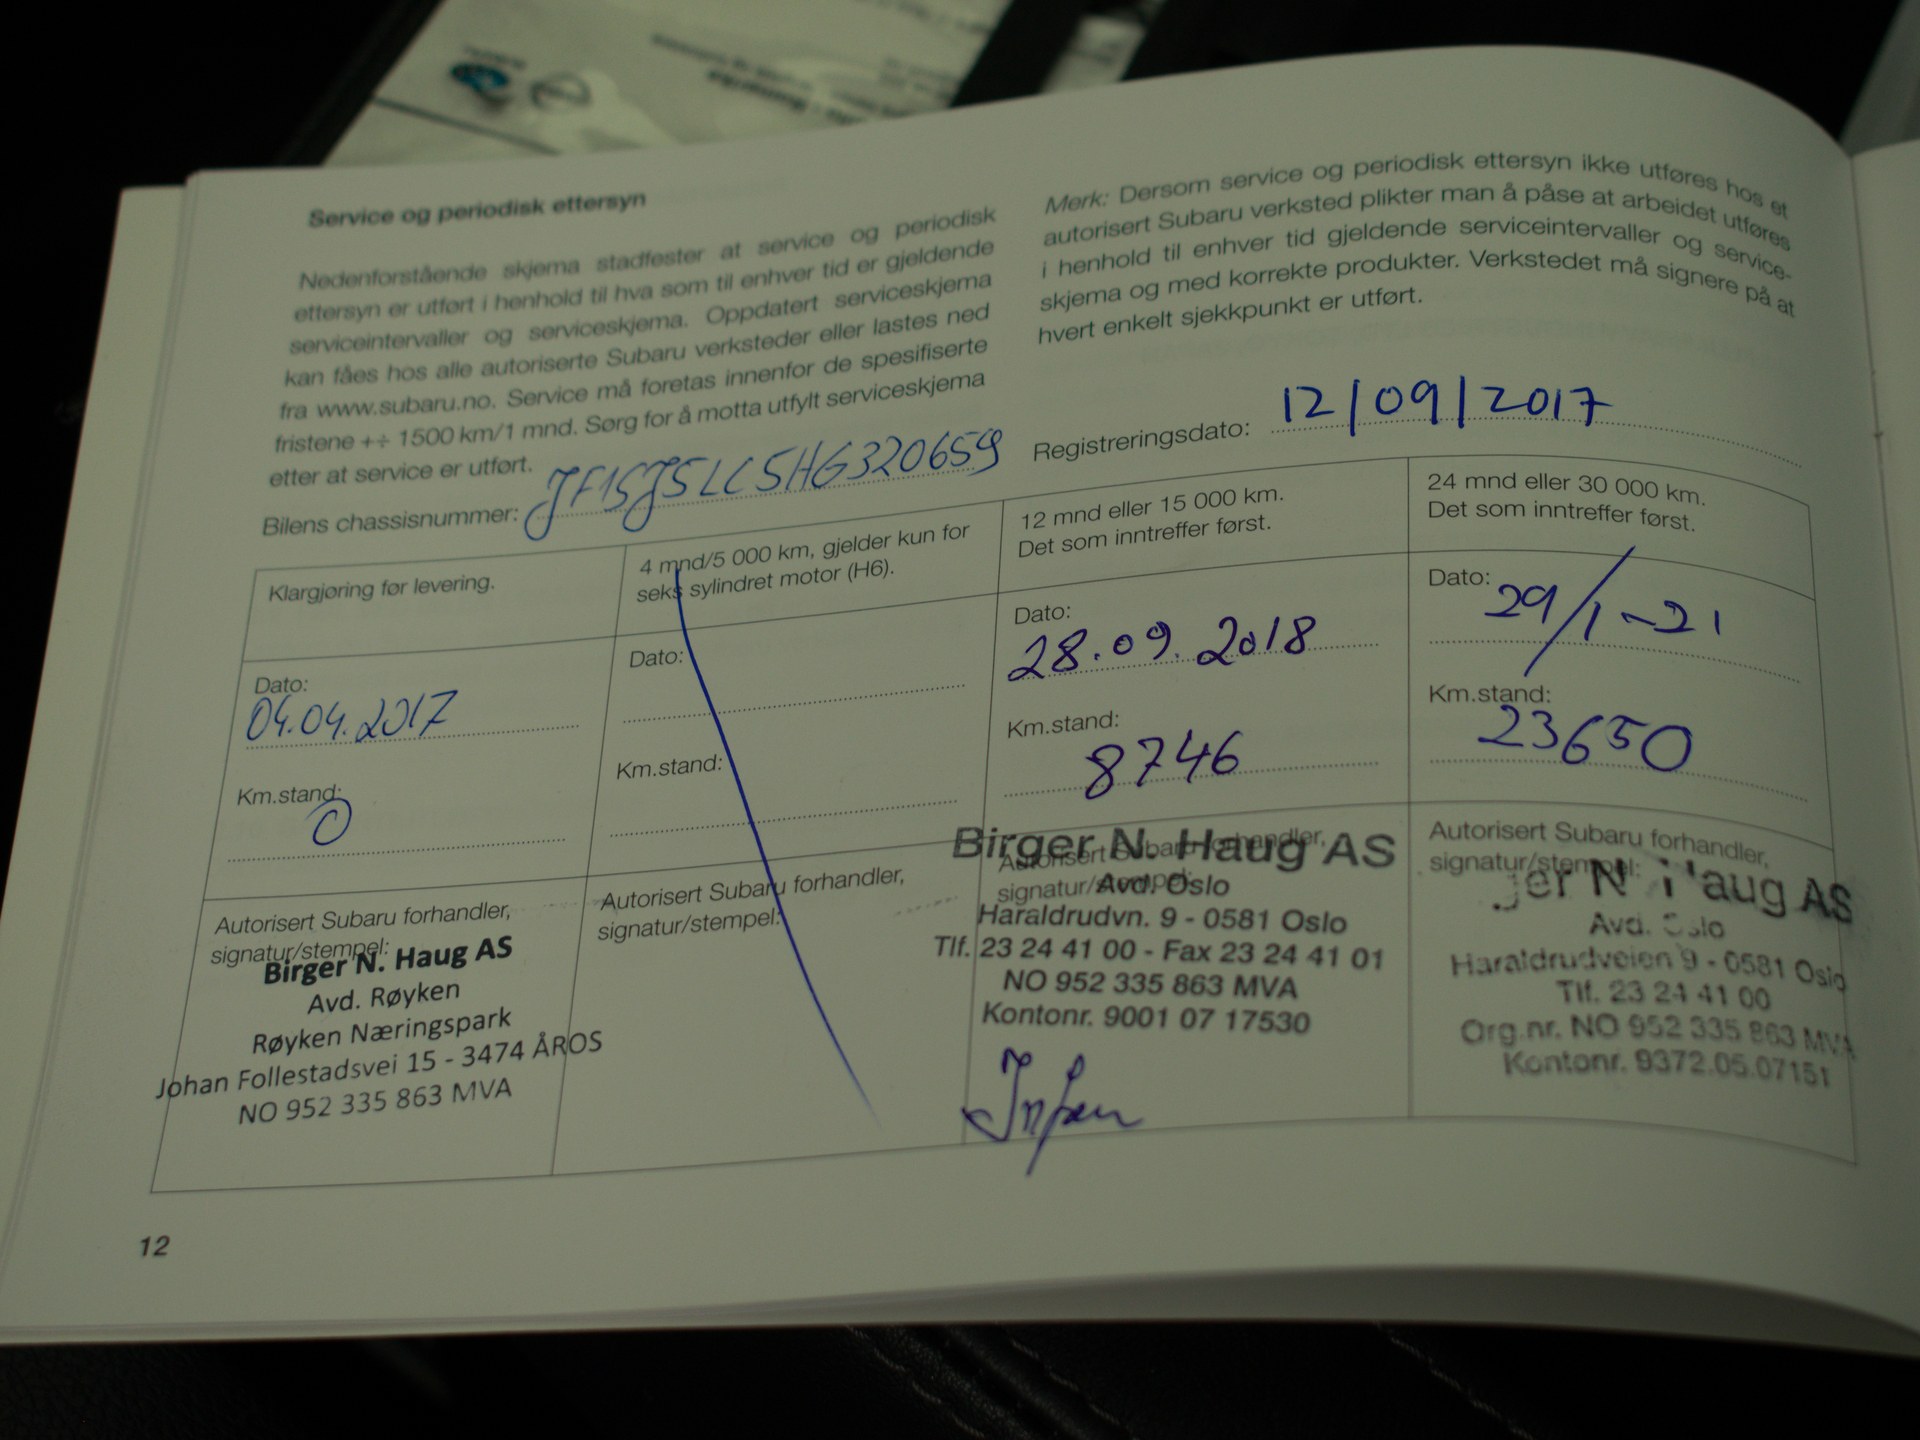 Service og periodisk ettersyn
Nedenforstående skjema stadfester at service og periodisk
ettersyn er utført i henhold til hva som til enhver tid er gjeldende
serviceintervaller og serviceskjema. Oppdatert serviceskjema
kan fåes hos alle autoriserte Subaru verksteder eller lastes ned
fra www.subaru.no. Service må foretas innenfor de spesifiserte
fristene +÷ 1500 km/1 mnd. Sørg for å motta utfylt serviceskjema
etter at service er utført.
Bilens chassisnummer: JF1SJ5LC5HG320659
Merk: Dersom service og periodisk ettersyn ikke utføres hos et
autorisert Subaru verksted plikter man å påse at arbeidet utføres
i henhold til enhver tid gjeldende serviceintervaller og service-
skjema og med korrekte produkter. Verkstedet må signere på at
hvert enkelt sjekkpunkt er utført.
Registreringsdato: 12/09/2017
Klargjøring før levering.
Dato:
04.04.2017
Km.stand:
0
Autorisert Subaru forhandler,
signatur/stempel:
Birger N. Haug AS
Avd. Røyken
Røyken Næringspark
Johan Follestadsvei 15 - 3474 ÅROS
NO 952 335 863 MVA
4 mnd/5 000 km, gjelder kun for
seks sylindret motor (H6).
Dato:
Km.stand:
Autorisert Subaru forhandler,
signatur/stempel:
12 mnd eller 15 000 km.
Det som inntreffer først.
Dato:
28.09.2018
Km.stand:
8746
Autorisert Subaru forhandler,
signatur/stempel:
Birger N. Haug AS
Avd. Oslo
Haraldrudvn. 9 - 0581 Oslo
Tlf. 23 24 41 00 - Fax 23 24 41 01
NO 952 335 863 MVA
Kontonr. 9001 07 17530
24 mnd eller 30 000 km.
Det som inntreffer først.
Dato:
29/1-21
Km.stand:
23650
Autorisert Subaru forhandler,
signatur/stempel:
N AS
Avd. Oslo
Haraldrudveien 9 - 0581 Oslo
Tlf. 23 24 41 00
Org.nr. NO 952 335 863 MVA
Kontonr. 9372.05.07151
12